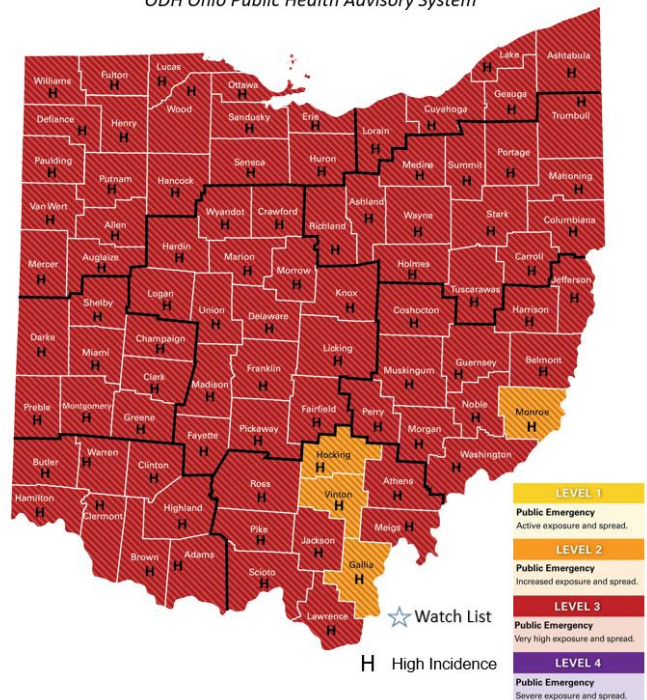 ODH Ohio Public Health Advisory System
Lake
Ashtabula
H
H
Williams
H
Fulton
H
Lucas
H
Ottawa
H
Geauga
H
Wood
H
Cuyahoga
H
Trumbull
H
Defiance
H
Henry
H
Sandusky
H
Erie
H
Lorain
H
Medina
H
Summit
H
Portage
H
Paulding
H
Putnam
H
Hancock
H
Seneca
H
Huron
H
Mahoning
H
Van Wert
H
Allen
H
Wyandot
H
Crawford
H
Richland
H
Ashland
H
Wayne
H
Stark
H
Columbiana
H
Mercer
H
Auglaize
H
Hardin
H
Marion
H
Morrow
H
Holmes
H
Tuscarawas
H
Carroll
H
Jefferson
H
Shelby
H
Logan
H
Union
H
Delaware
H
Knox
H
Coshocton
H
Harrison
H
Darke
H
Miami
H
Champaign
H
Clark
H
Madison
H
Franklin
H
Licking
H
Muskingum
H
Guernsey
H
Belmont
H
Preble
H
Montgomery
H
Greene
H
Fayette
H
Pickeway
H
Fairfield
H
Perry
H
Morgan
H
Noble
H
Monroe
H
Washington
H
Butler
H
Warren
H
Clinton
H
Ross
H
Hocking
H
Vinton
H
Athens
H
Hamilton
H
Clermont
H
Highland
H
Pike
H
Jackson
H
Meigs
H
Brown
H
Adams
H
Scioto
H
Gallia
H
Lawrence
H
Watch List
H High Incidence
LEVEL 1
Public Emergency
Active exposure and spread.
LEVEL 2
Public Emergency
Increased exposure and spread.
LEVEL 3
Public Emergency
Very high exposure and spread.
LEVEL 4
Public Emergency
Severe exposure and spread.